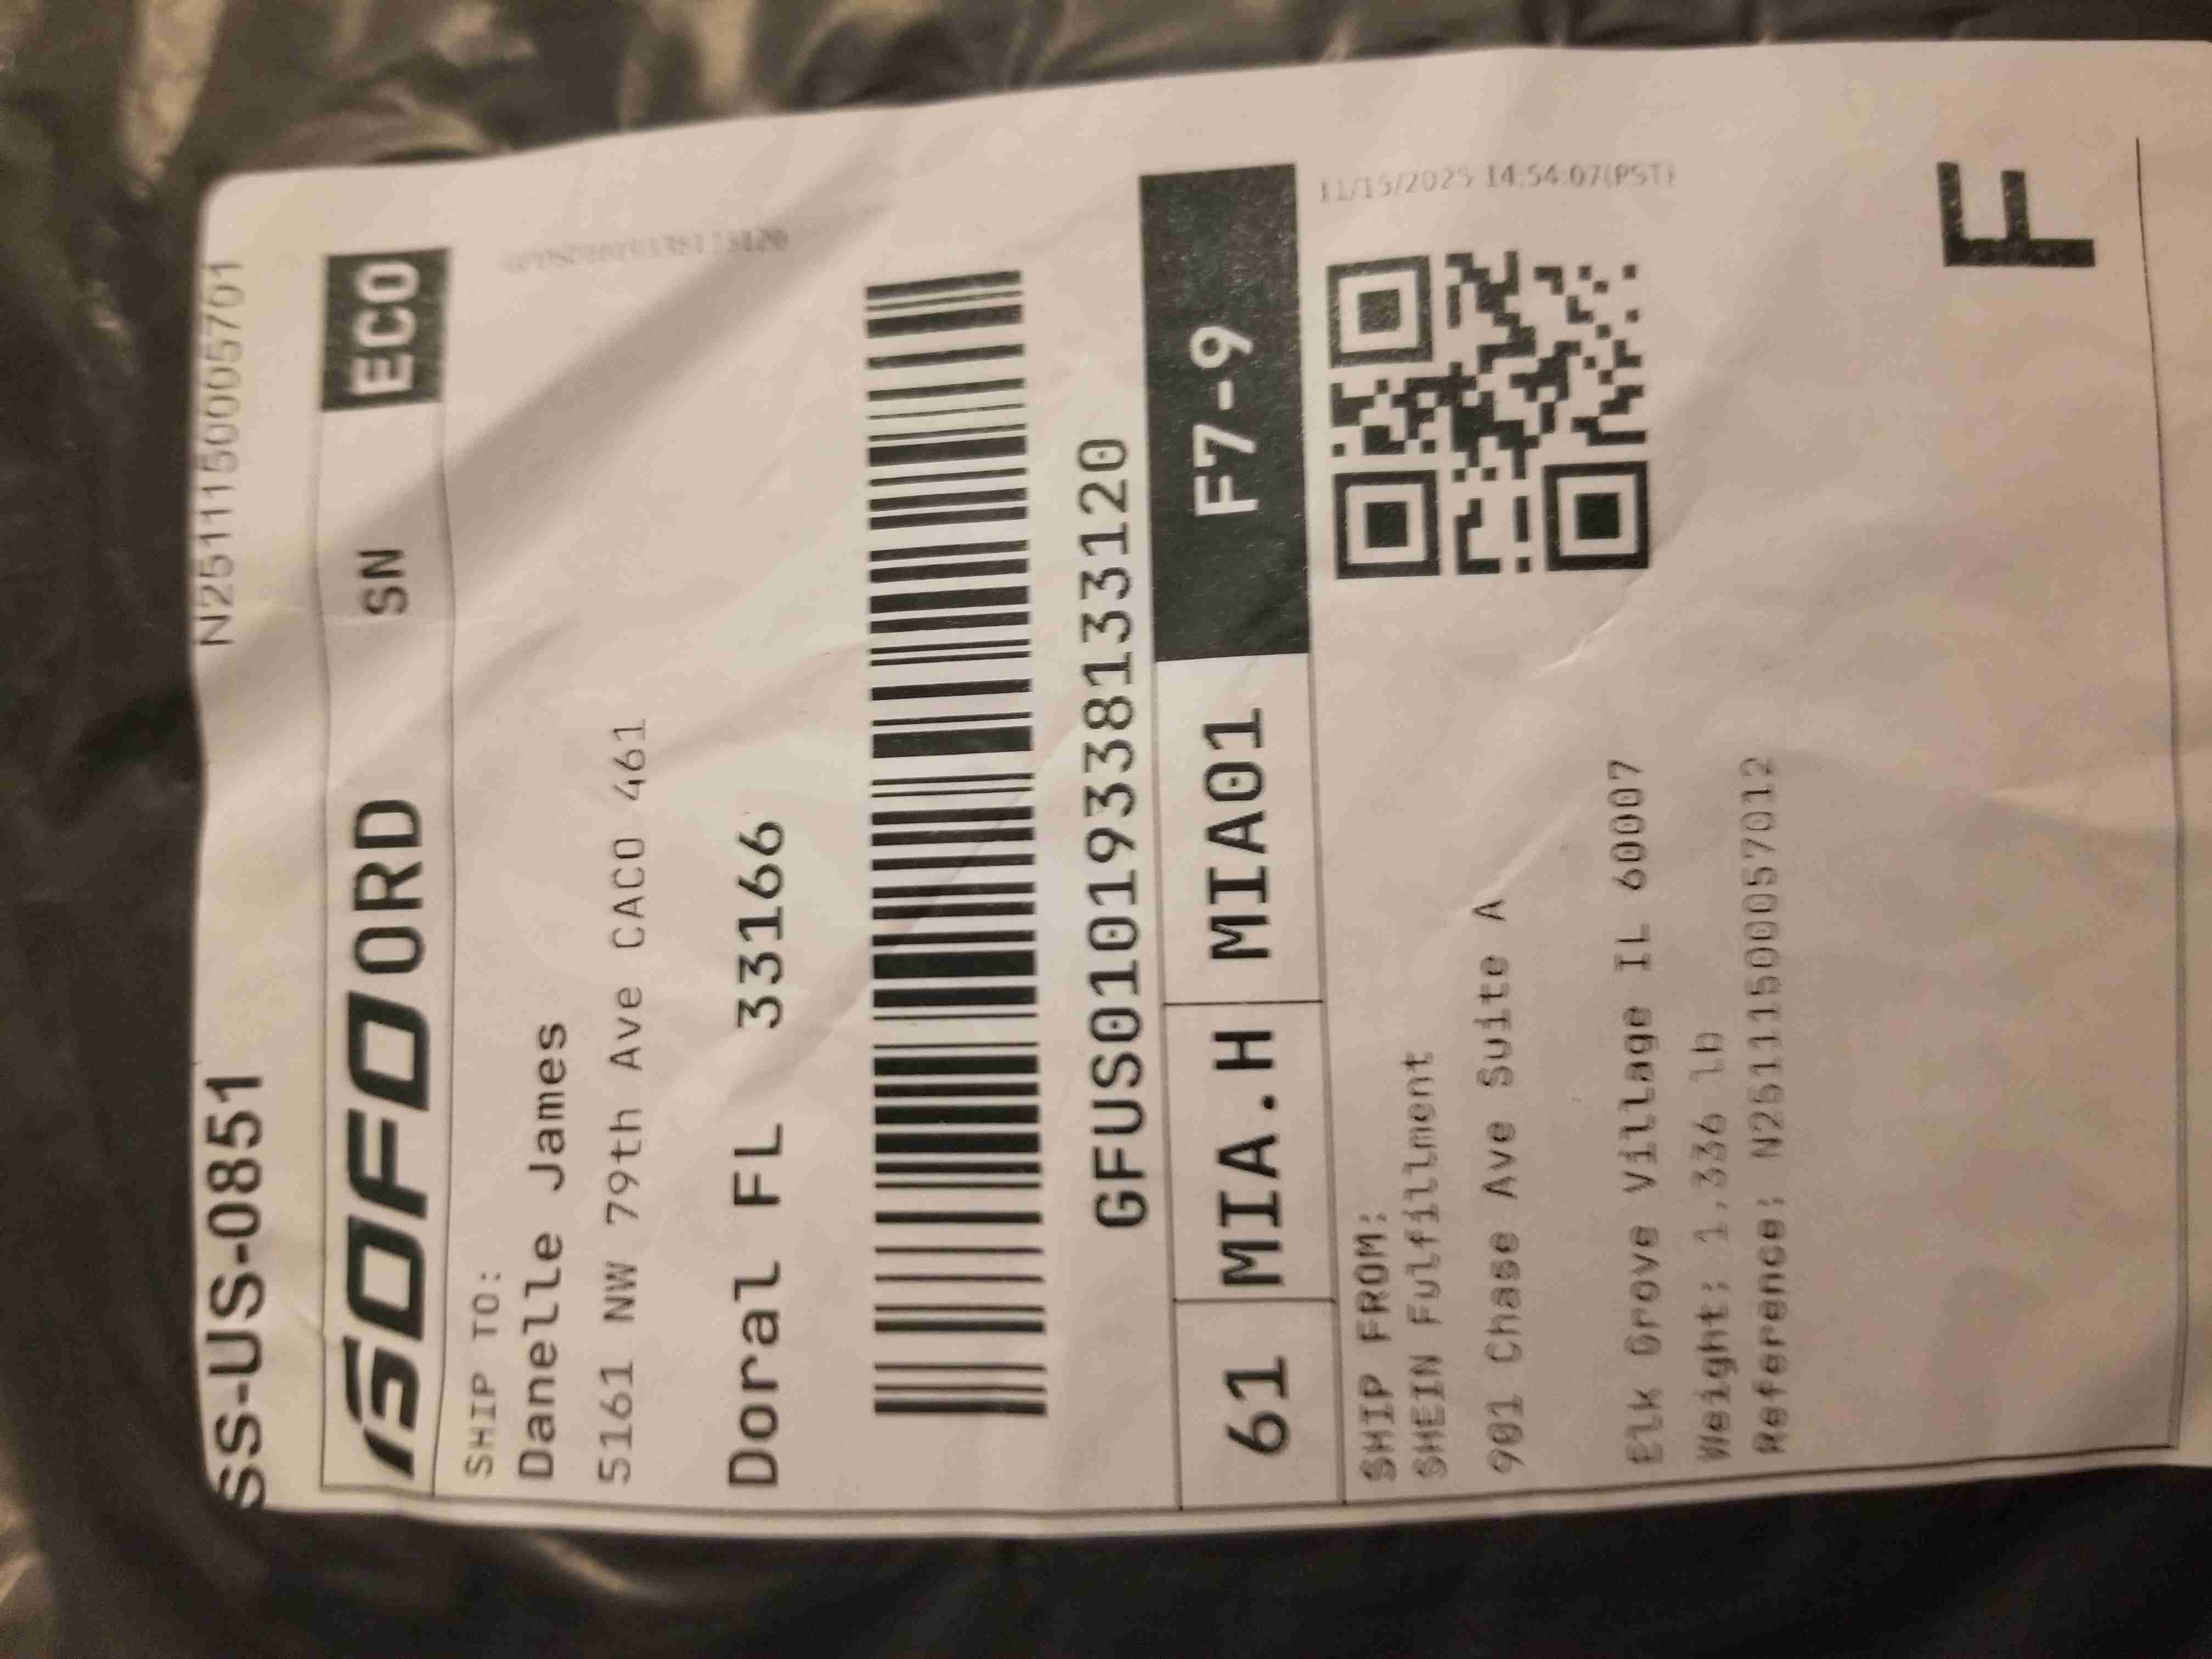 SS-US-0851 N2511150005701
GOFO ORD SN ECO
SHIP TO:
Danelle James
5161 NW 79th Ave CACO 461
Doral FL 33166
GFUS01019338133120
61 MIA.H MIA01 F7-9
11/15/2025 14:54:07(PST)
SHIP FROM:
SHEIN Fulfillment
901 Chase Ave Suite A
Elk Grove Village IL 60007
Weight: 1,336 lb
Reference: N25111500057012
F